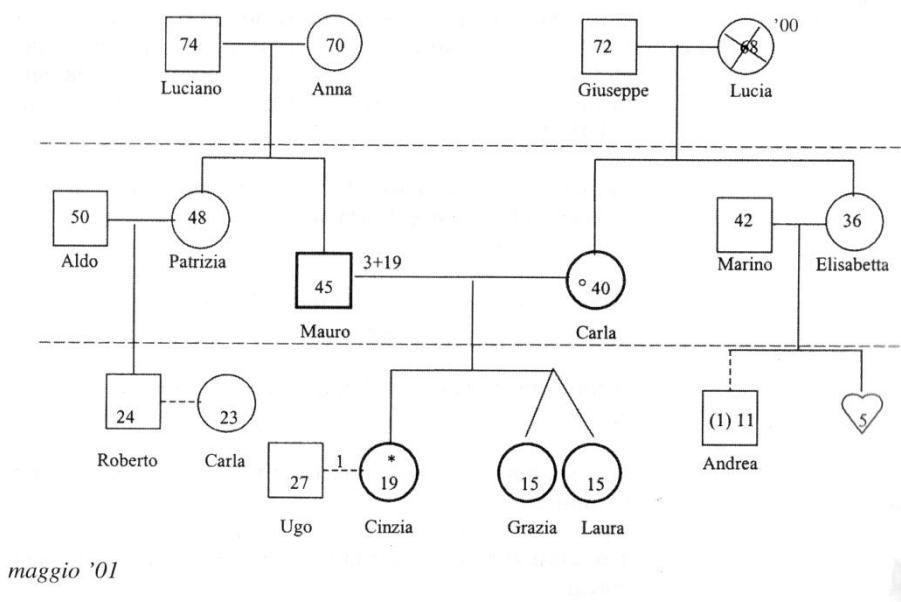 '00
74 70 72 68
Luciano Anna Giuseppe Lucia
50 48 42 36
Aldo Patrizia Marino Elisabetta
3+19
45 ° 40
Mauro Carla
24 23 (1) 11 5
Roberto Carla Andrea
1 *
27 19 15 15
Ugo Cinzia Grazia Laura
maggio '01